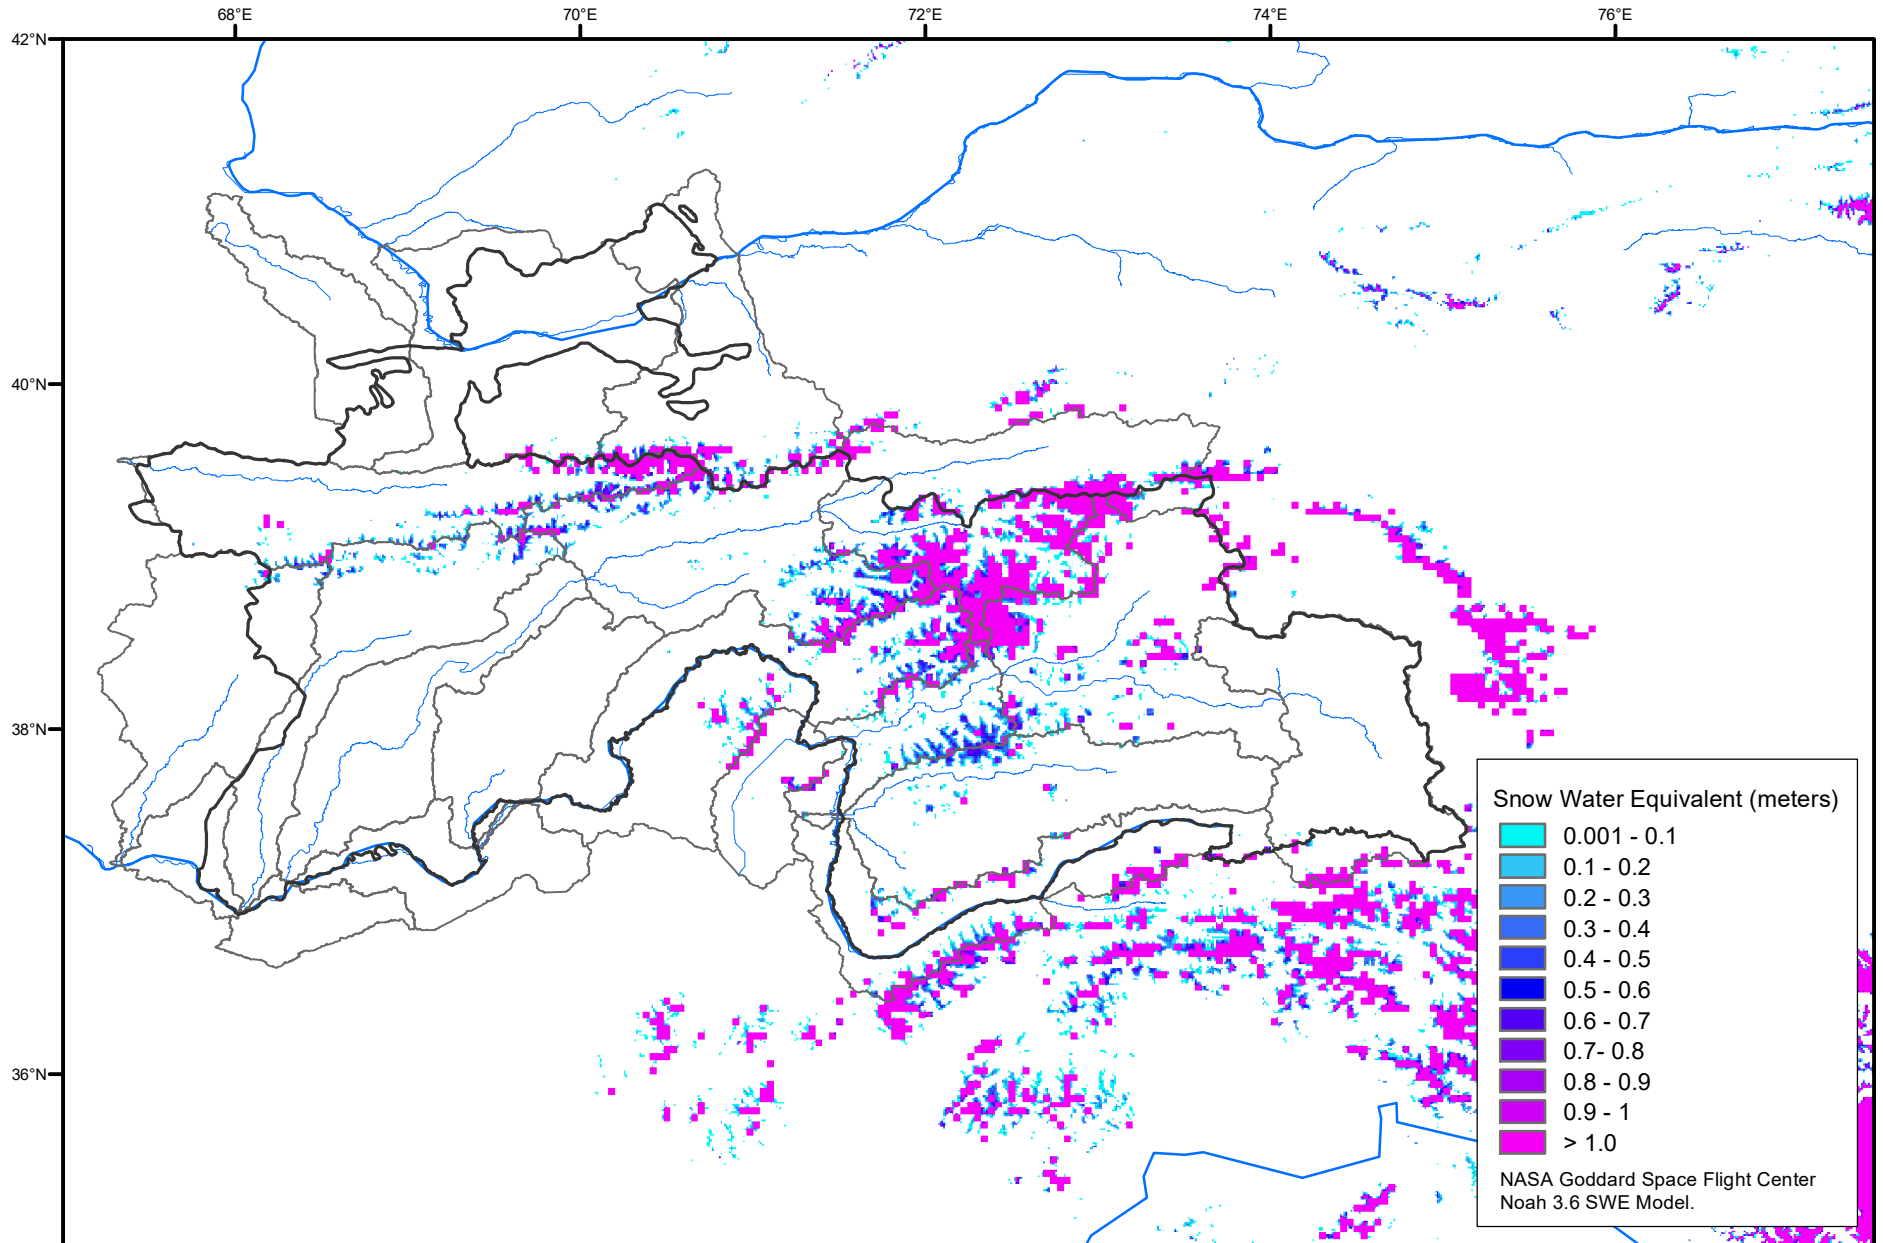 68°E 70°E 72°E 74°E 76°E
42°N
40°N
38°N
36°N
Snow Water Equivalent (meters)
0.001 - 0.1
0.1 - 0.2
0.2 - 0.3
0.3 - 0.4
0.4 - 0.5
0.5 - 0.6
0.6 - 0.7
0.7- 0.8
0.8 - 0.9
0.9 - 1
> 1.0
NASA Goddard Space Flight Center
Noah 3.6 SWE Model.